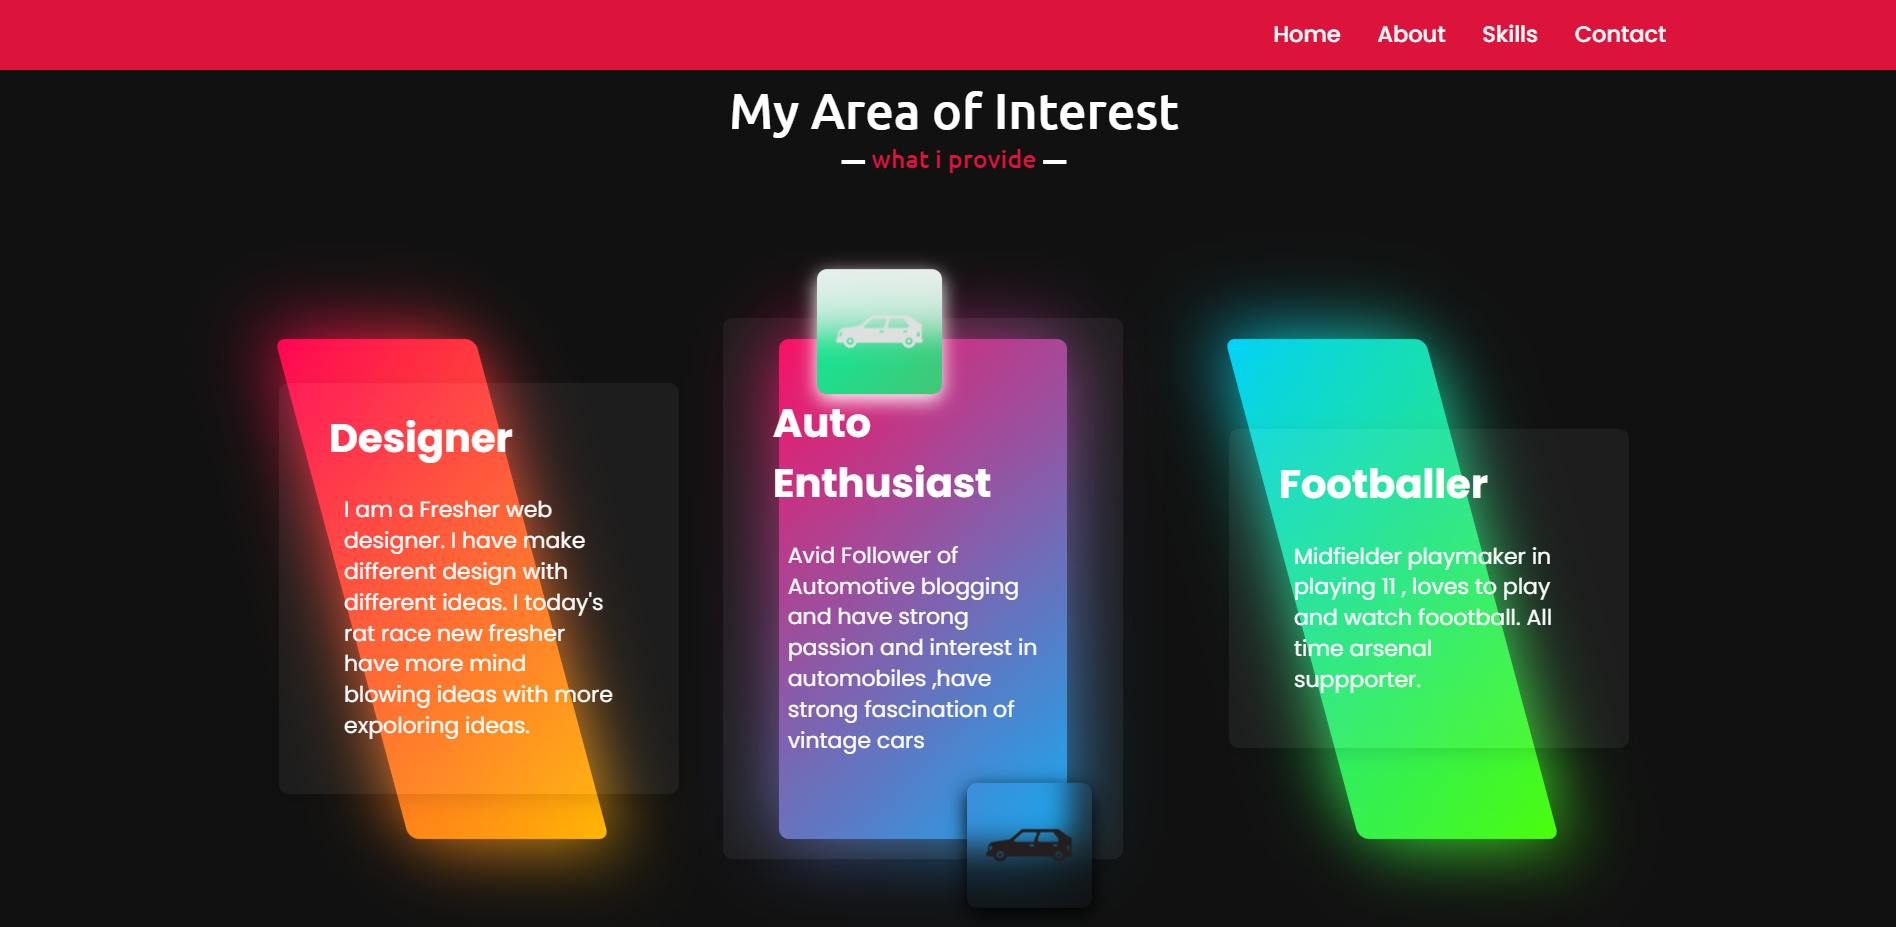 Home About Skills Contact
My Area of Interest
what i provide
Designer
I am a Fresher web
designer. I have make
different design with
different ideas. I today's
rat race new fresher
have more mind
blowing ideas with more
expoloring ideas.
Auto
Enthusiast
Avid Follower of
Automotive blogging
and have strong
passion and interest in
automobiles ,have
strong fascination of
vintage cars
Footballer
Midfielder playmaker in
playing 11 , loves to play
and watch foootball. All
time arsenal
suppporter.